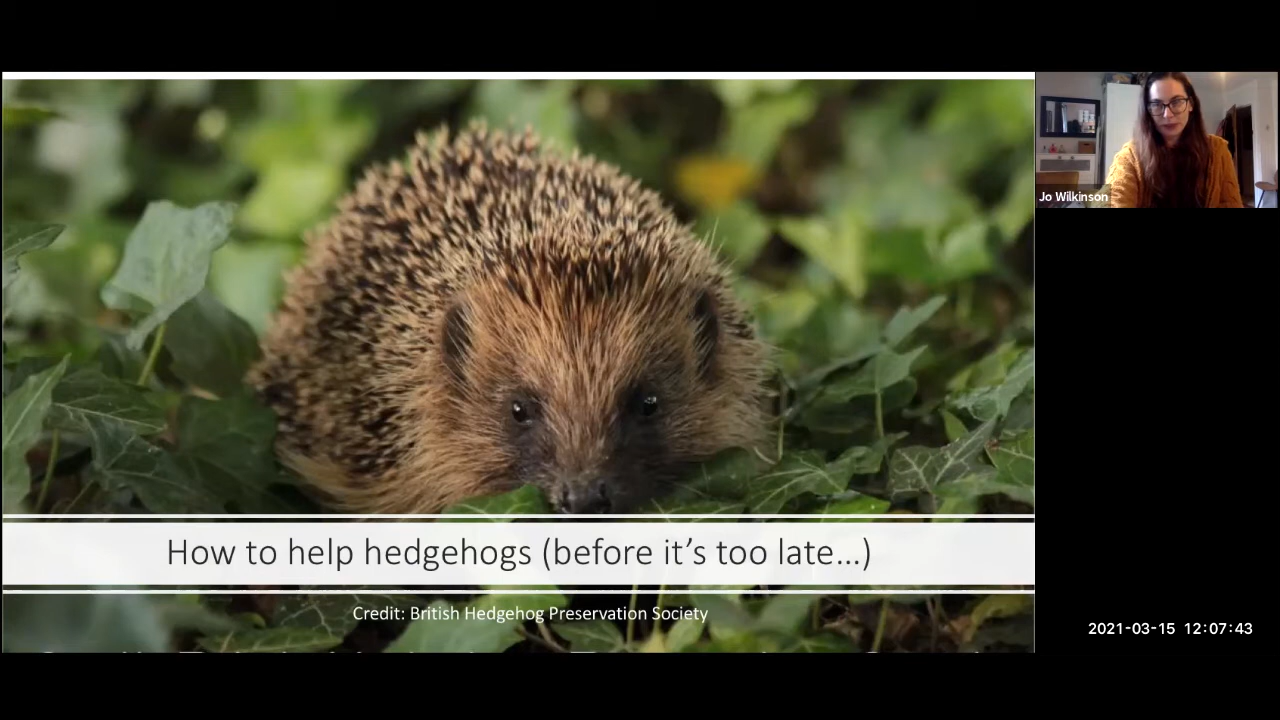 Jo Wilkinson
How to help hedgehogs (before it's too late...)
Credit: British Hedgehog Preservation Society
2021-03-15 12:07:43